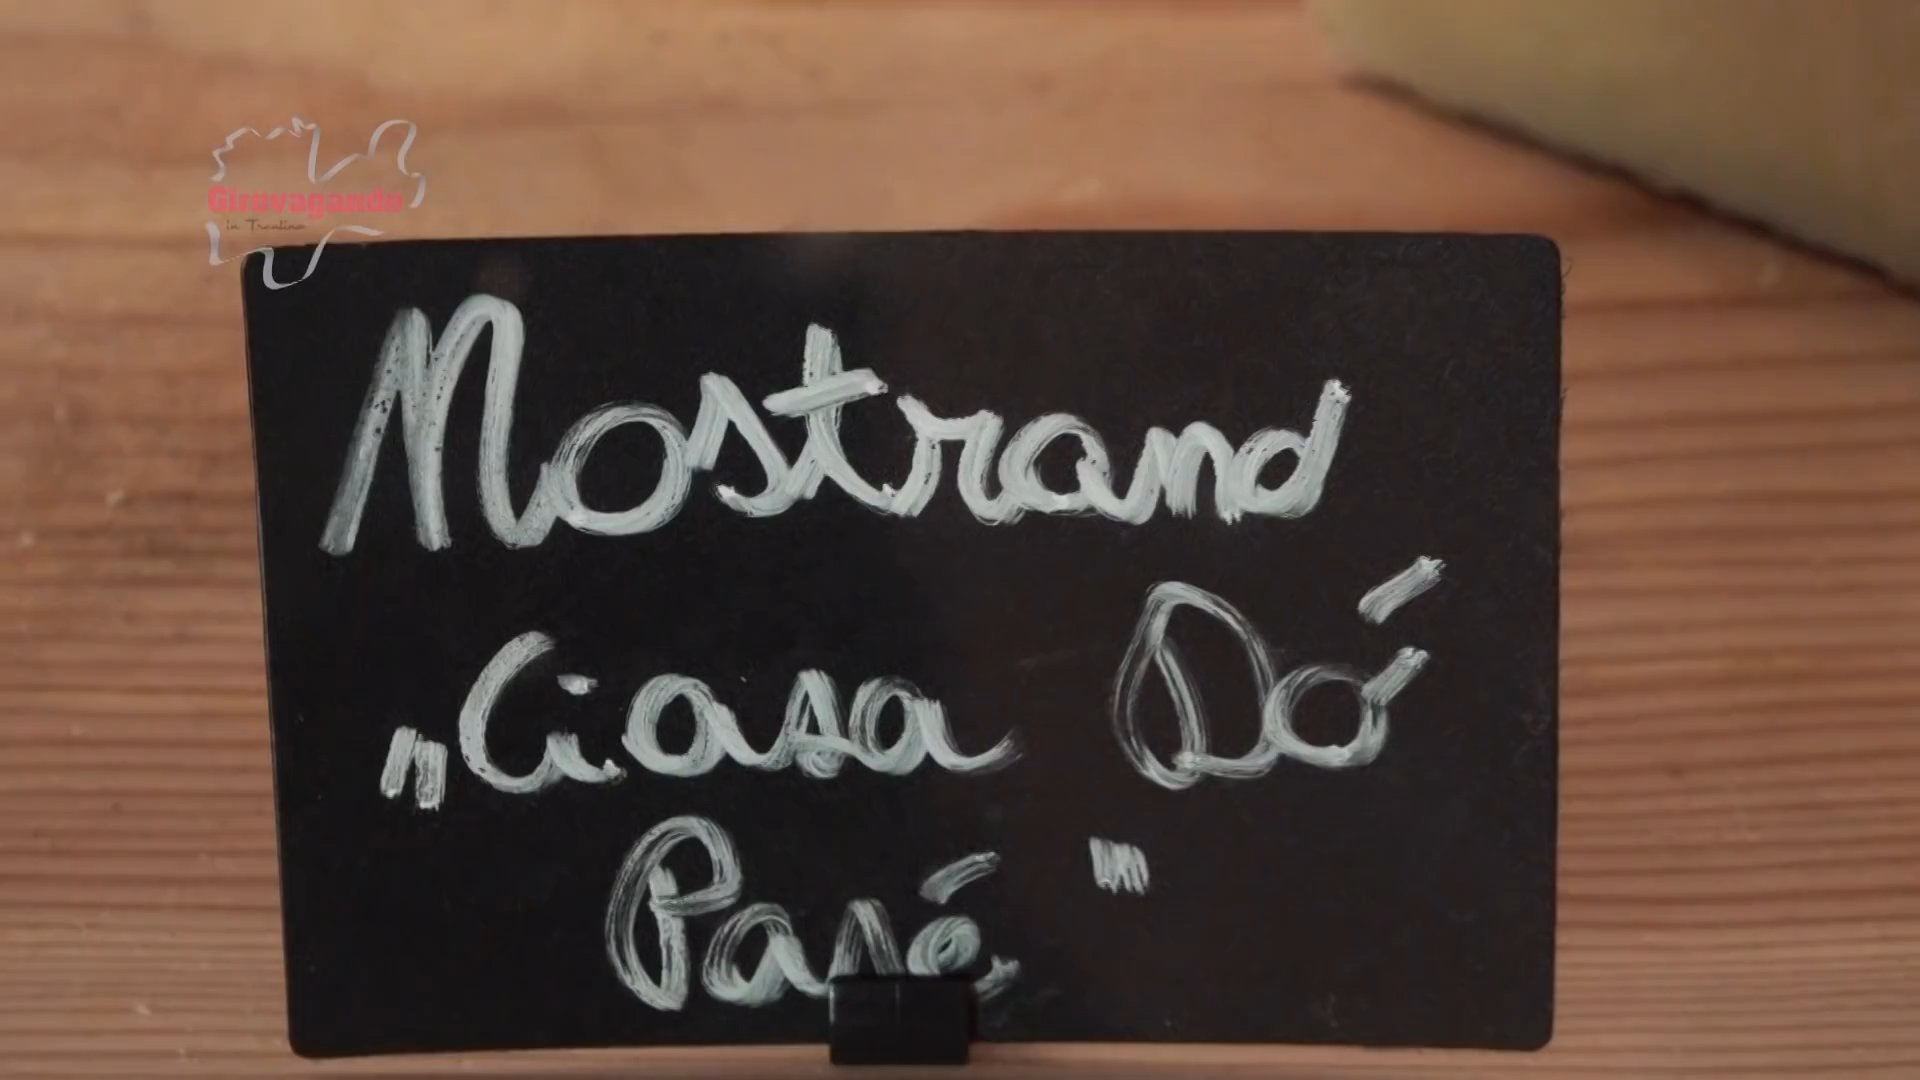 Girovagando
in Trentino
Mostrand
„Ciasa Dó
Pasé"